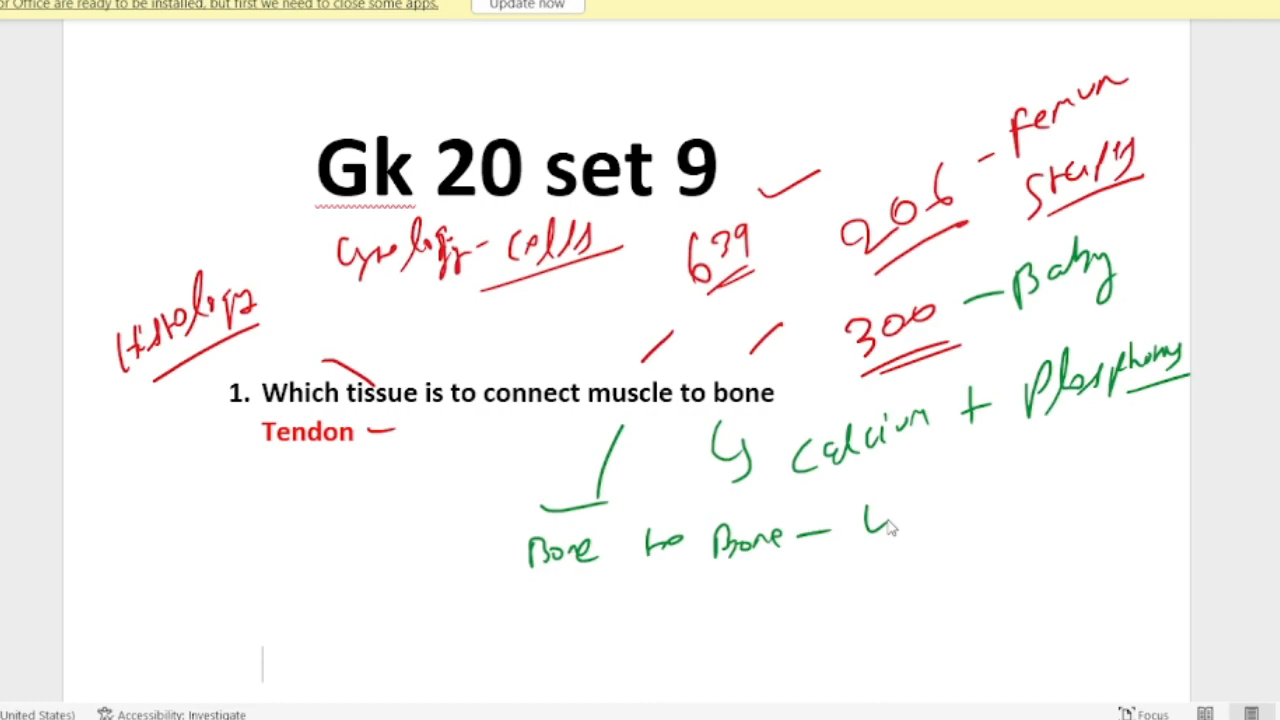 or Office are ready to be installed, but first we need to close some apps.
Update now
Gk 20 set 9
206 - Femur
Stepiy
Cytology - Cells
639
Histology
300 - Baby
1. Which tissue is to connect muscle to bone
Tendon -
Calcium + Phosphorus
Bone to Bone - L
United States)
Accessibility: Investigate
Focus